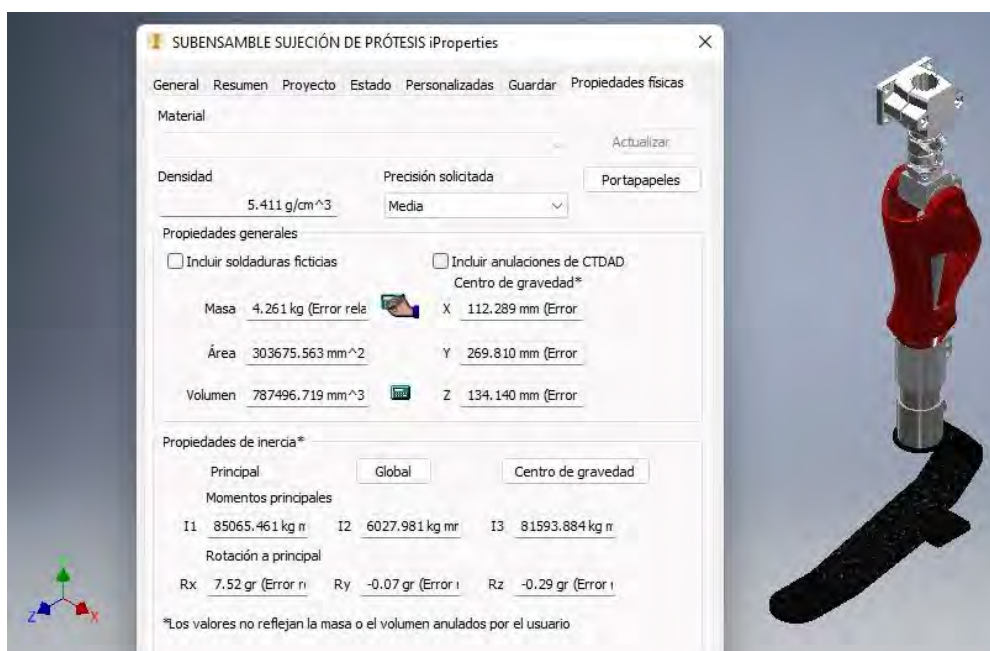 SUBENSAMBLE SUJECIÓN DE PRÓTESIS iProperties
General Resumen Proyecto Estado Personalizadas Guardar Propiedades físicas
Material
Actualizar
Densidad Precisión solicitada
Portapapeles
5.411 g/cm^3 Media
Propiedades generales
Incluir soldaduras ficticias Incluir anulaciones de CTDAD
Centro de gravedad*
Masa 4.261 kg (Error rela X 112.289 mm (Error
Área 303675.563 mm^2 Y 269.810 mm (Error
Volumen 787496.719 mm^3 Z 134.140 mm (Error
Propiedades de inercia*
Principal Global Centro de gravedad
Momentos principales
I1 85065.461 kg m I2 6027.981 kg mr I3 81593.884 kg m
Rotación a principal
Rx 7.52 gr (Error r Ry -0.07 gr (Error r Rz -0.29 gr (Error r
*Los valores no reflejan la masa o el volumen anulados por el usuario
Z X